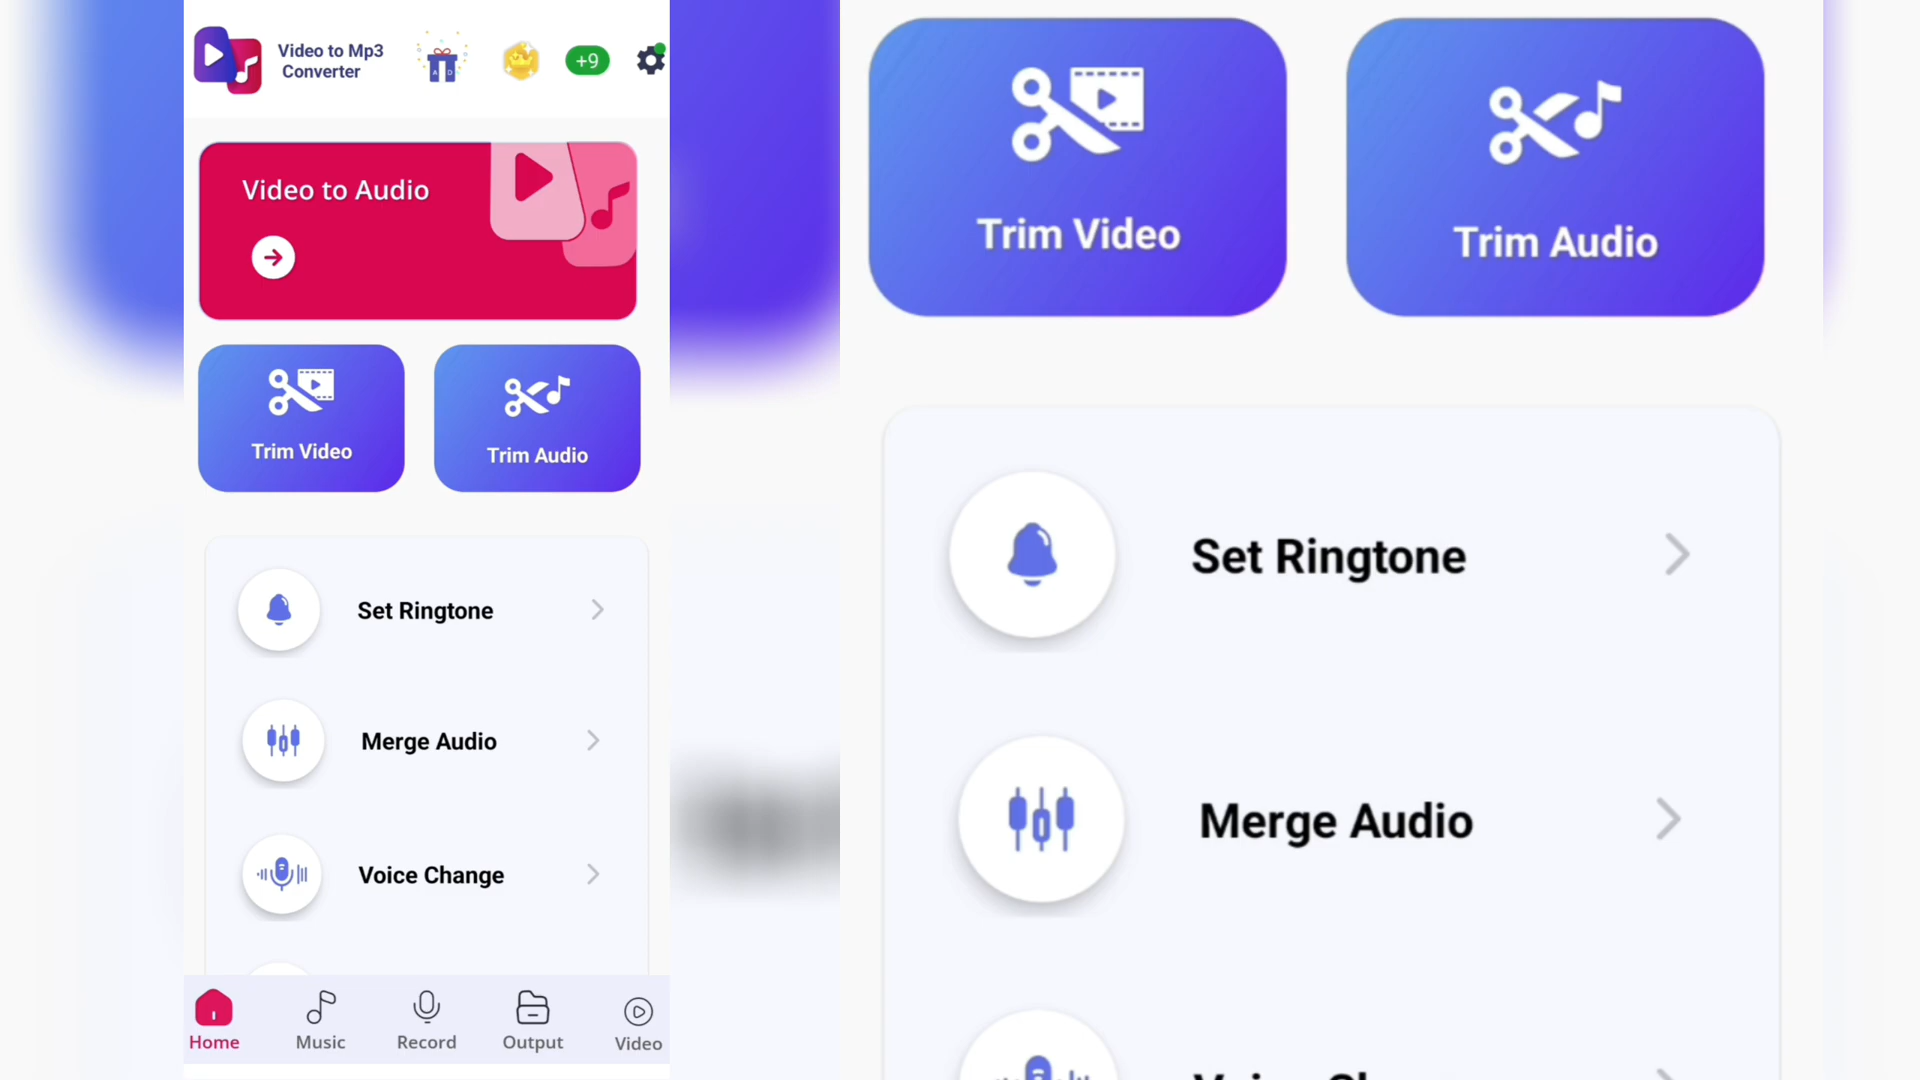 Video to Mp3
Converter
A D
+9
Video to Audio
Trim Video
Trim Audio
Set Ringtone
Merge Audio
Voice Change
Home
Music
Record
Output
Video
Trim Video
Trim Audio
Set Ringtone
Merge Audio